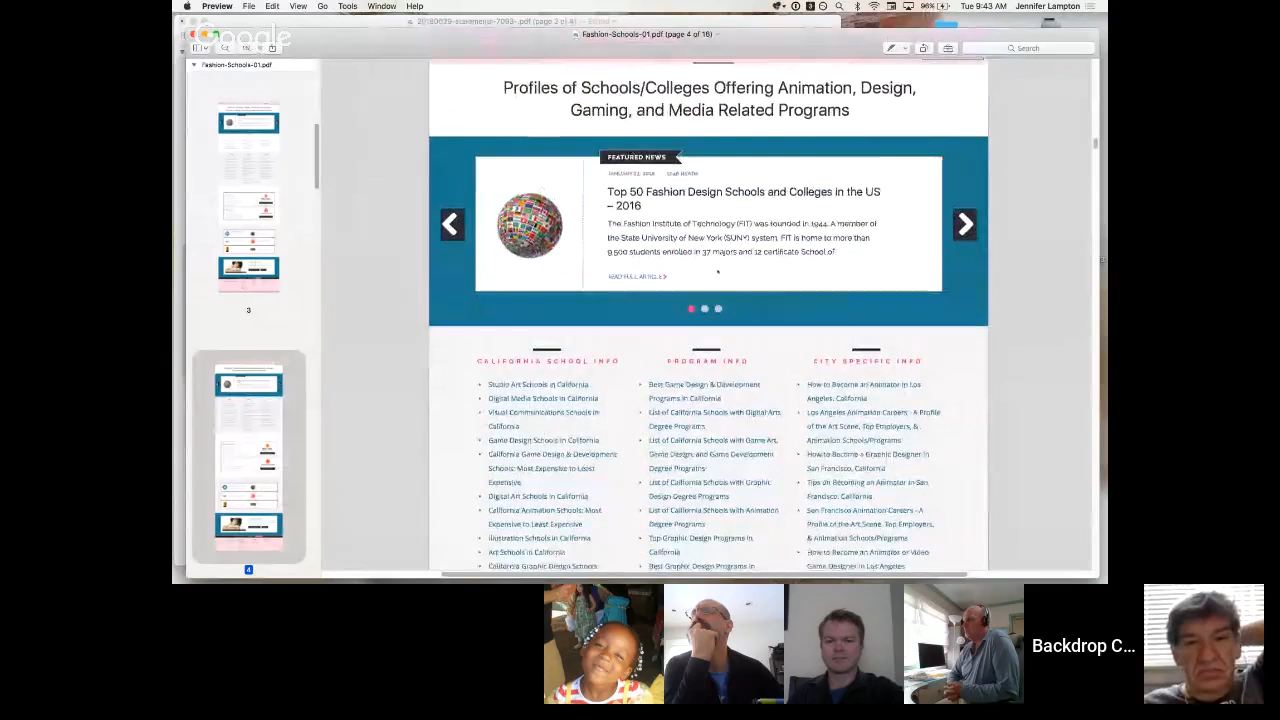 Preview File Edit View Go Tools Window Help 96% Tue 9:43 AM Jennifer Lampton
Google
Fashion-Schools-01.pdf (page 4 of 16)
Search
Fashion-Schools-01.pdf
3
4
Profiles of Schools/Colleges Offering Animation, Design,
Gaming, and Media Related Programs
FEATURED NEWS
Top 50 Fashion Design Schools and Colleges in the US
– 2016
The Fashion Institute of Technology (FIT) was founded in 1944. A member of
the State University of New York (SUNY) system, FIT is home to more than
9,500 students enrolled in 37 majors and 12 certificate School of
READ FULL ARTICLE >
CALIFORNIA SCHOOL INFO
• Studio Art Schools in California
• Digital Media Schools in California
• Visual Communications Schools in
California
• Game Design Schools in California
• California Game Design & Development
Schools: Most Expensive to Least
Expensive
• Digital Art Schools in California
• California Animation Schools: Most
Expensive to Least Expensive
• Illustration Schools in California
• Art Schools in California
• California Graphic Design Schools
PROGRAM INFO
• Best Game Design & Development
Programs in California
• List of California Schools with Digital Arts
Degree Programs
• List of California Schools with Game Art,
Game Design, and Game Development
Degree Programs
• List of California Schools with Graphic
Design Degree Programs
• List of California Schools with Animation
Degree Programs
• Top Graphic Design Programs in
California
• Best Graphic Design Programs in
CITY SPECIFIC INFO
• How to Become an Animator in Los
Angeles, California
• Los Angeles Animation Careers - A Profile
of the Art Scene, Top Employers, &
Animation Schools/Programs
• How to Become a Graphic Designer in
San Francisco, California
• Tips on Becoming an Animator in San
Francisco, California
• San Francisco Animation Careers - A
Profile of the Art Scene, Top Employers,
& Animation Schools/Programs
• How to Become an Animator or Video
Game Designer in Los Angeles
Backdrop C...